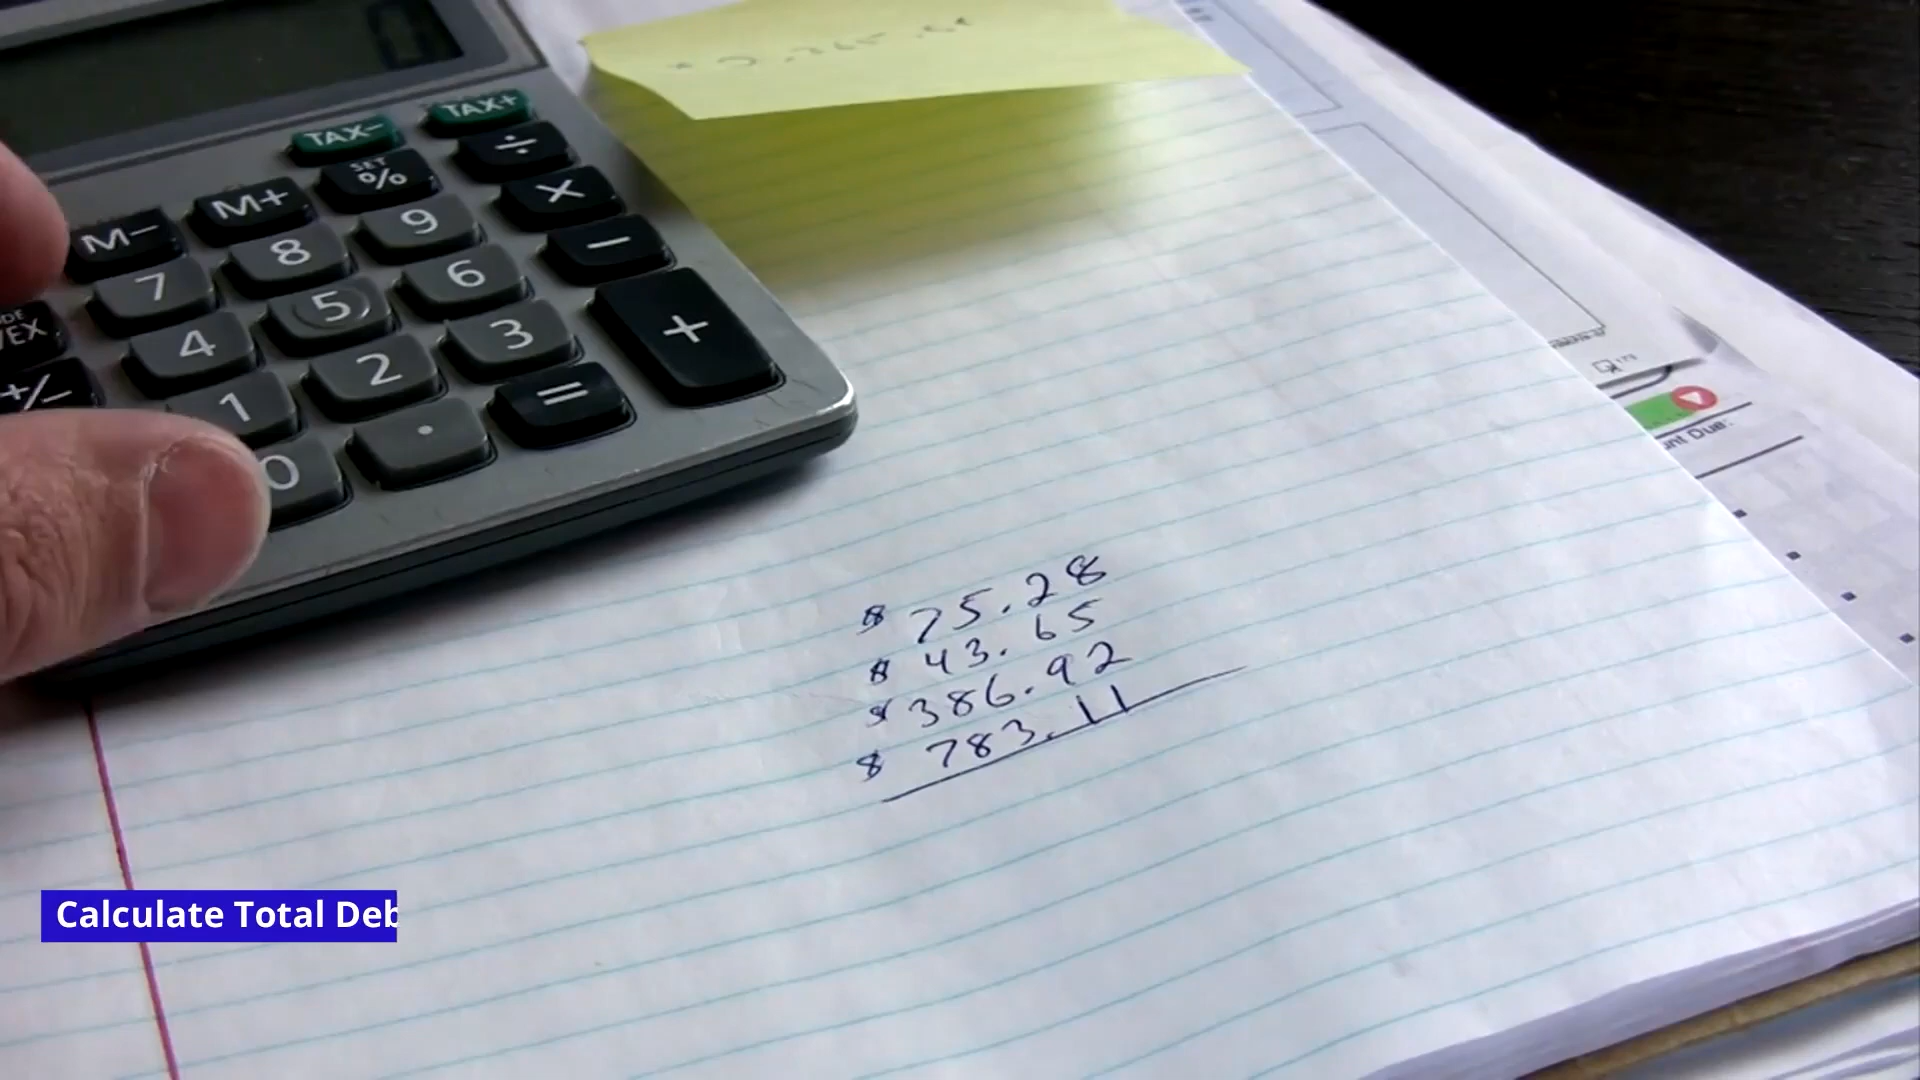 TAX- TAX+
SET
% ÷
M- M+ ×
7 8 9 -
4 5 6 +
+/- 1 2 3
0 . =
$ 75.28
$ 43.65
$ 386.92
$ 783.11
Due:
Calculate Total Deb